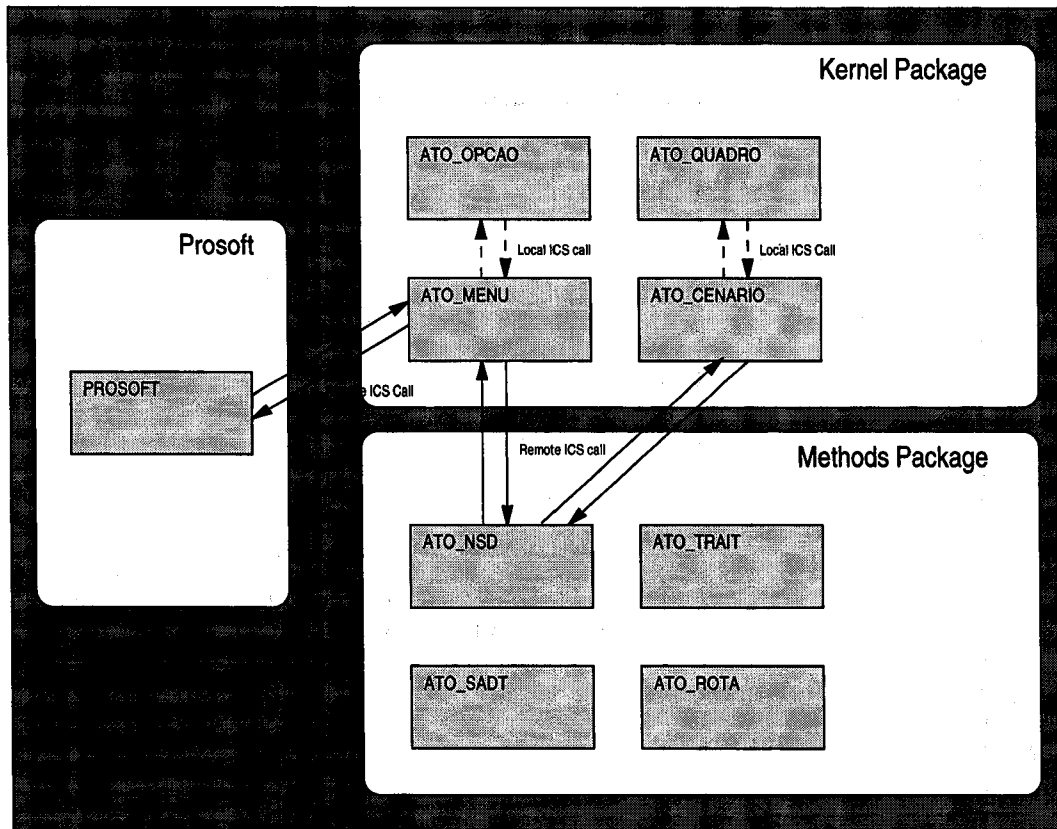 Kernel Package
ATO_OPCAO
ATO_QUADRO
Prosoft
Local ICS call
Local ICS Call
ATO_MENU
ATO_CENARIO
PROSOFT
ICS Call
Remote ICS call
Methods Package
ATO_NSD
ATO_TRAIT
ATO_SADT
ATO_ROTA